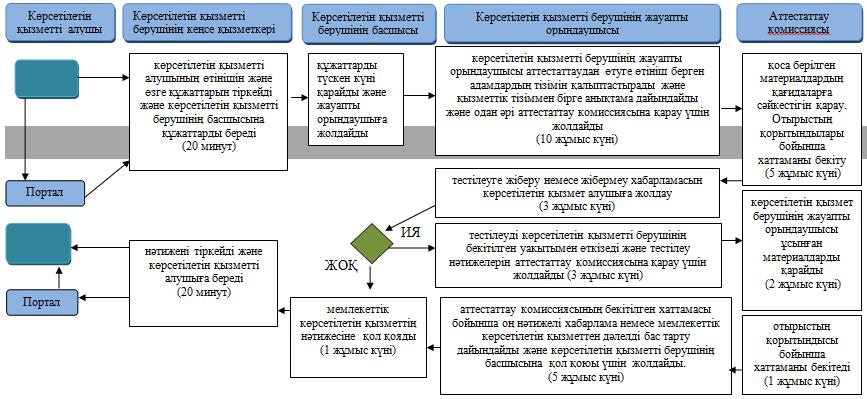 Көрсетілетін
қызметті алушы
Көрсетілетін қызметті
берушінің кеңсе қызметкері
Көрсетілетін қызметті
берушінің басшысы
Көрсетілетін қызметті берушінің жауапты
орындаушысы
Аттестаттау
комиссиясы
көрсетілетін қызметті
алушының өтінішін және
өзге құжаттарын тіркейді
және көрсетілетін қызметті
берушінің басшысына
құжаттарды береді
(20 минут)
құжаттарды
түскен күні
қарайды және
жауапты
орындаушыға
жолдайды
көрсетілетін қызметті берушінің жауапты
орындаушысы аттестаттаудан өтуге өтініш берген
адамдардың тізімін қалыптастырады және
қызметтік тізіммен бірге анықтама дайындайды
және одан әрі аттестаттау комиссиясына қарау үшін
жолдайды
(10 жұмыс күні)
қоса берілген
материалдардың
қағидаларға
сәйкестігін қарау.
Отырыстың
қорытындылары
бойынша
хаттаманы бекіту
(5 жұмыс күні)
Портал
тестілеуге жіберу немесе жібермеу хабарламасын
көрсетілетін қызмет алушыға жолдау
(3 жұмыс күні)
ИЯ
ЖОҚ
тестілеуді көрсетілетін қызметті берушінің
бекітілген уақытымен өткізеді және тестілеу
нәтижелерін аттестаттау комиссиясына қарау үшін
жолдайды (3 жұмыс күні)
көрсетілетін қызмет
берушінің жауапты
орындаушысы
ұсынған
материалдарды
қарайды
(2 жұмыс күні)
нәтижені тіркейді және
көрсетілетін қызметті
алушыға береді
(20 минут)
Портал
мемлекеттік
көрсетілетін қызметтің
нәтижесіне қол қояды
(1 жұмыс күні)
аттестаттау комиссиясының бекітілген хаттамасы
бойынша оң нәтижелі хабарлама немесе мемлекеттік
көрсетілетін қызметтен дәлелді бас тарту
дайындайды және көрсетілетін қызметті берушінің
басшысына қол қоюы үшін жолдайды.
(5 жұмыс күні)
отырыстың
қорытындысы
бойынша
хаттаманы бекітеді
(1 жұмыс күні)